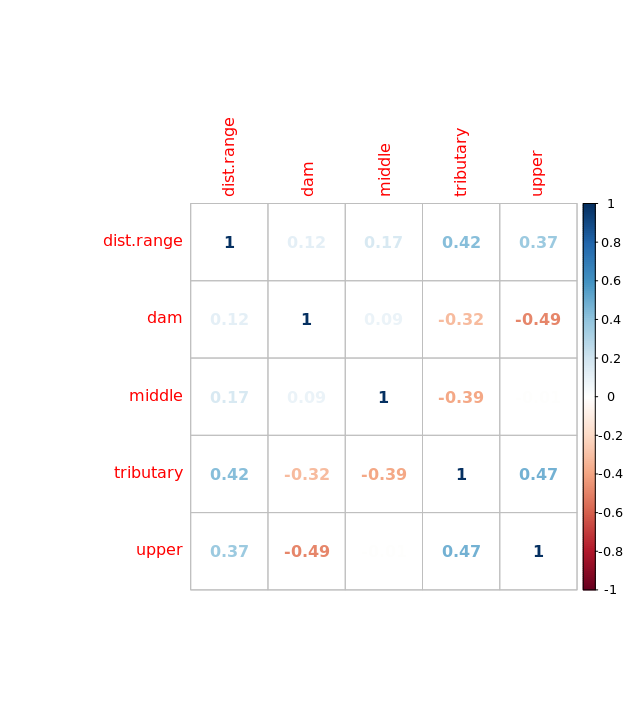 dist.range dam middle tributary upper
dist.range 1 0.12 0.17 0.42 0.37
dam 0.12 1 0.09 -0.32 -0.49
middle 0.17 0.09 1 -0.39
tributary 0.42 -0.32 -0.39 1 0.47
upper 0.37 -0.49 0.47 1
1
0.8
0.6
0.4
0.2
0
-0.2
-0.4
-0.6
-0.8
-1